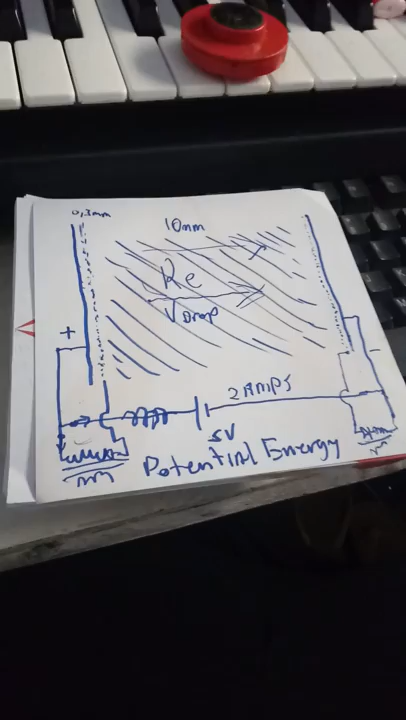 0,1mm
10mm
Re
V Drop
+
2 AMPS
5V
Potential Energy